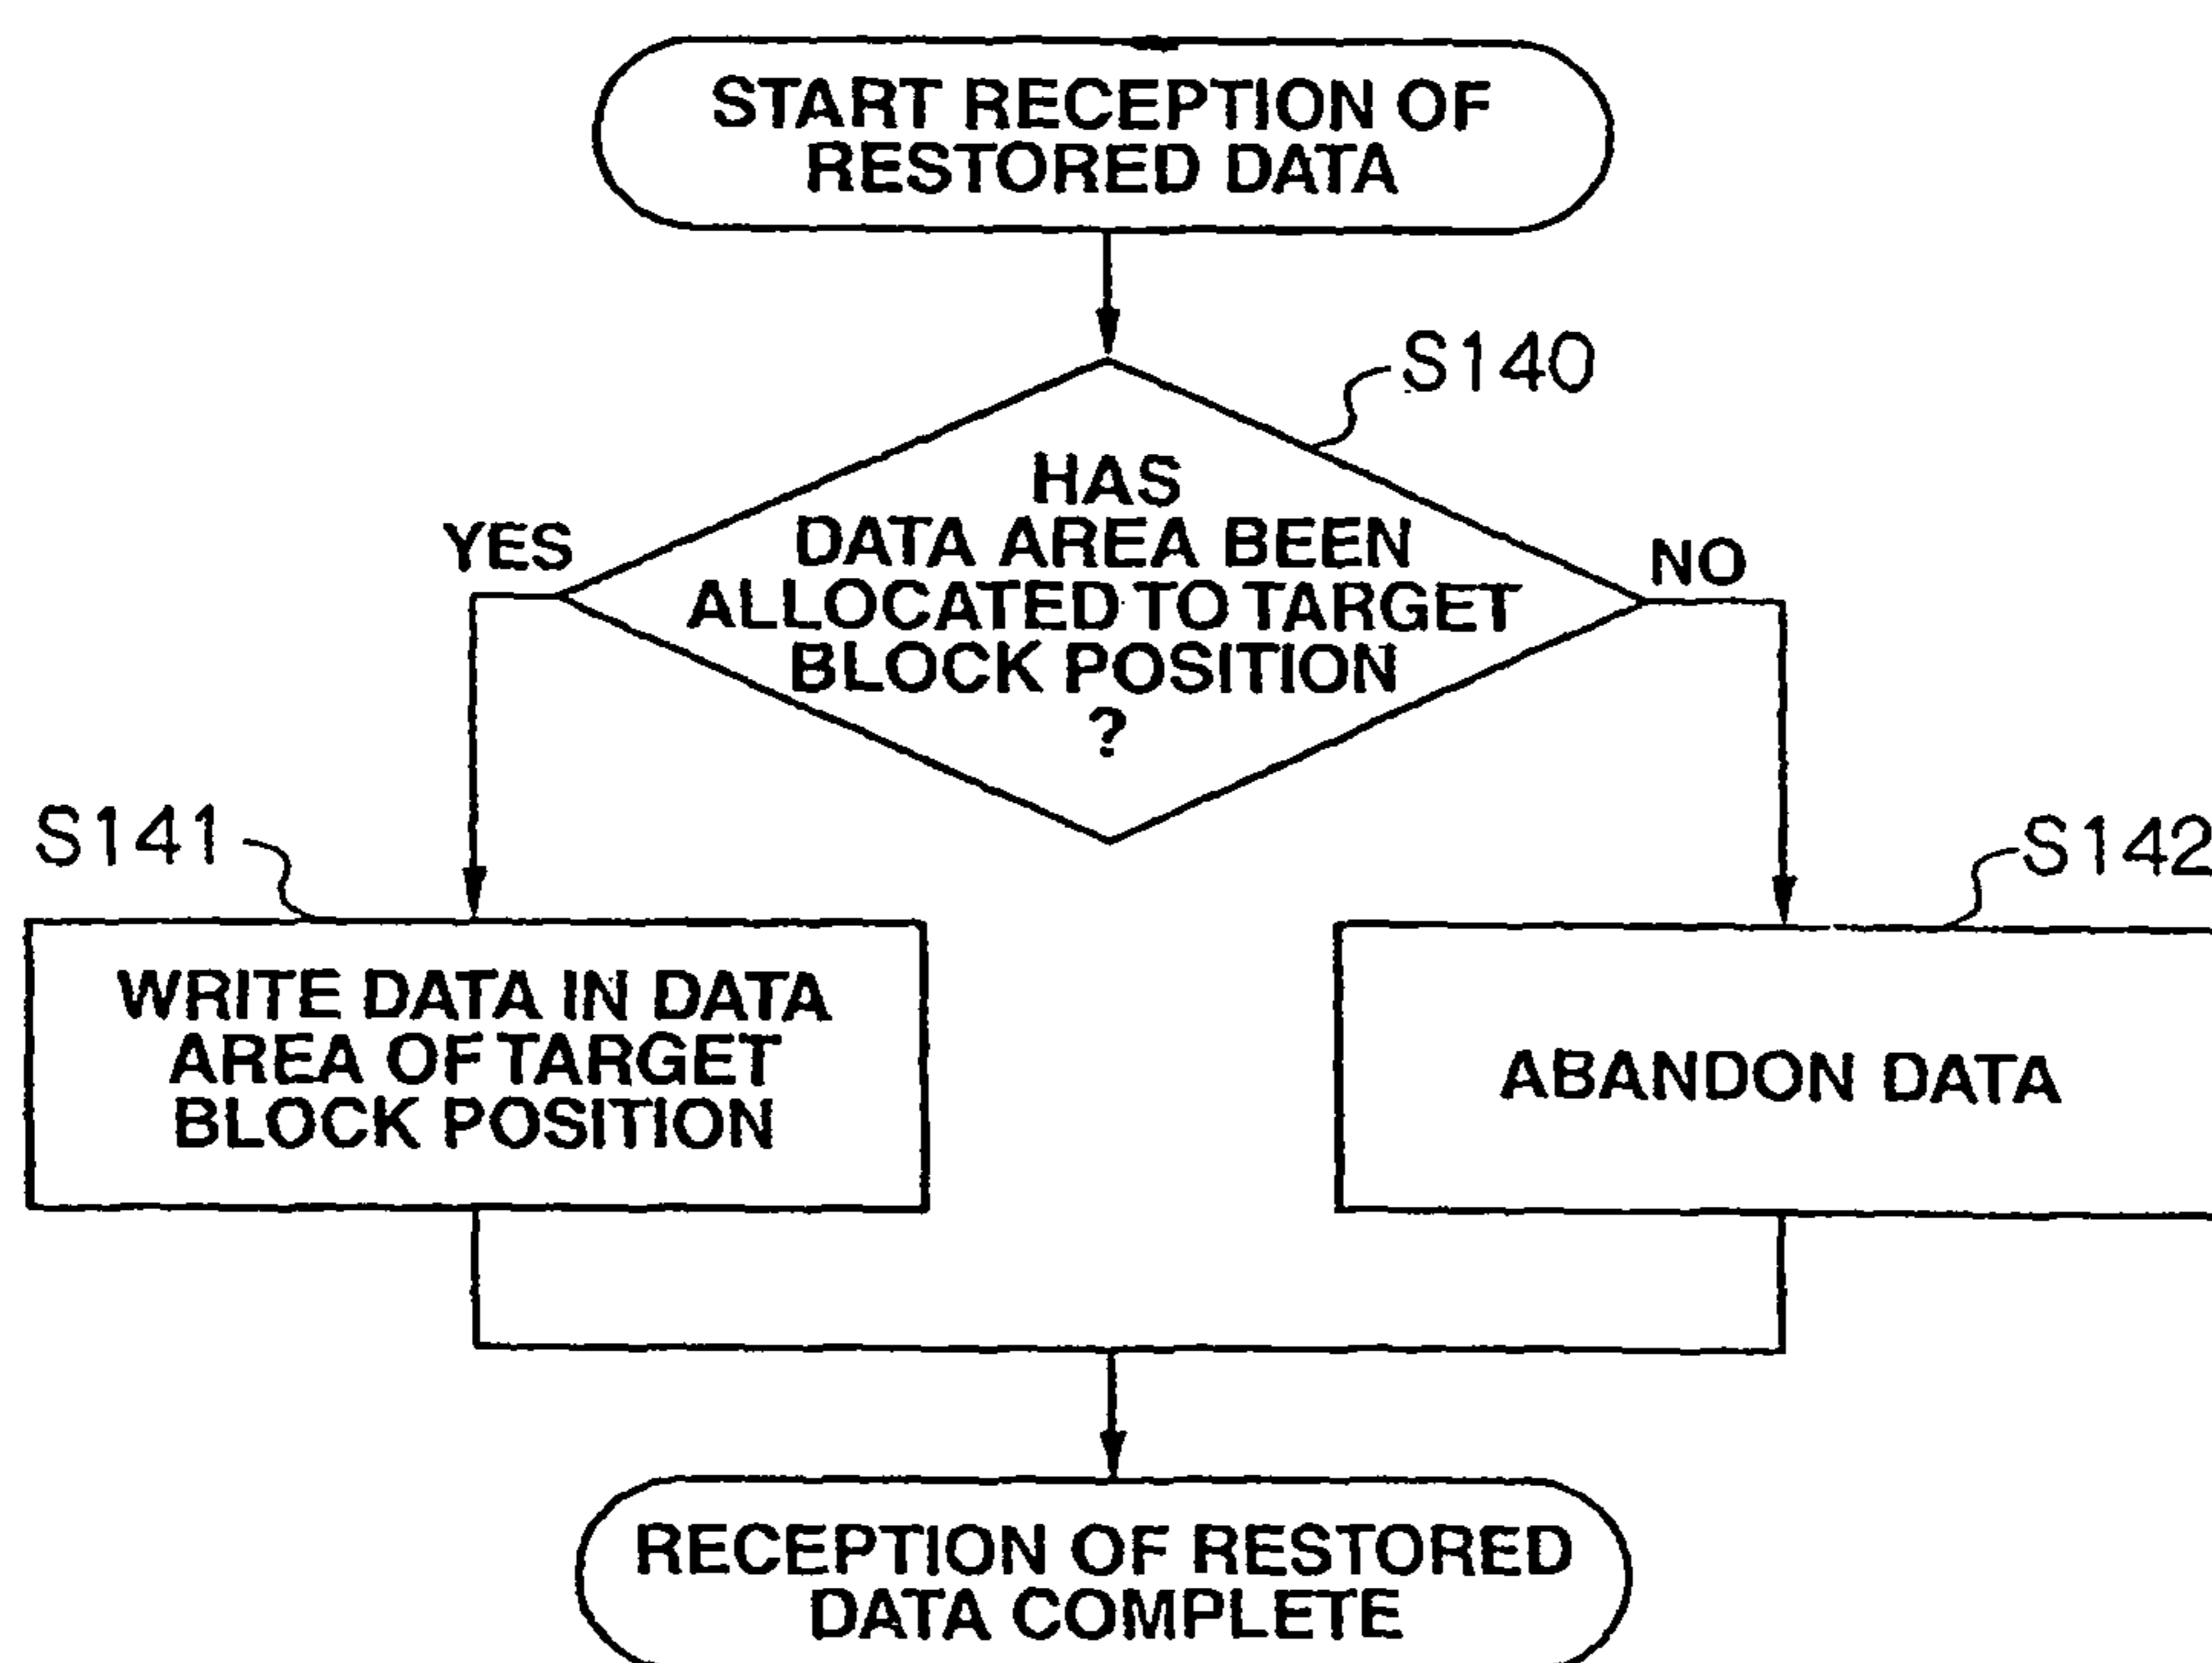 START RECEPTION OF
RESTORED DATA
S140
HAS
DATA AREA BEEN
ALLOCATED TO TARGET
BLOCK POSITION
?
YES
NO
S141
S142
WRITE DATA IN DATA
AREA OF TARGET
BLOCK POSITION
ABANDON DATA
RECEPTION OF RESTORED
DATA COMPLETE